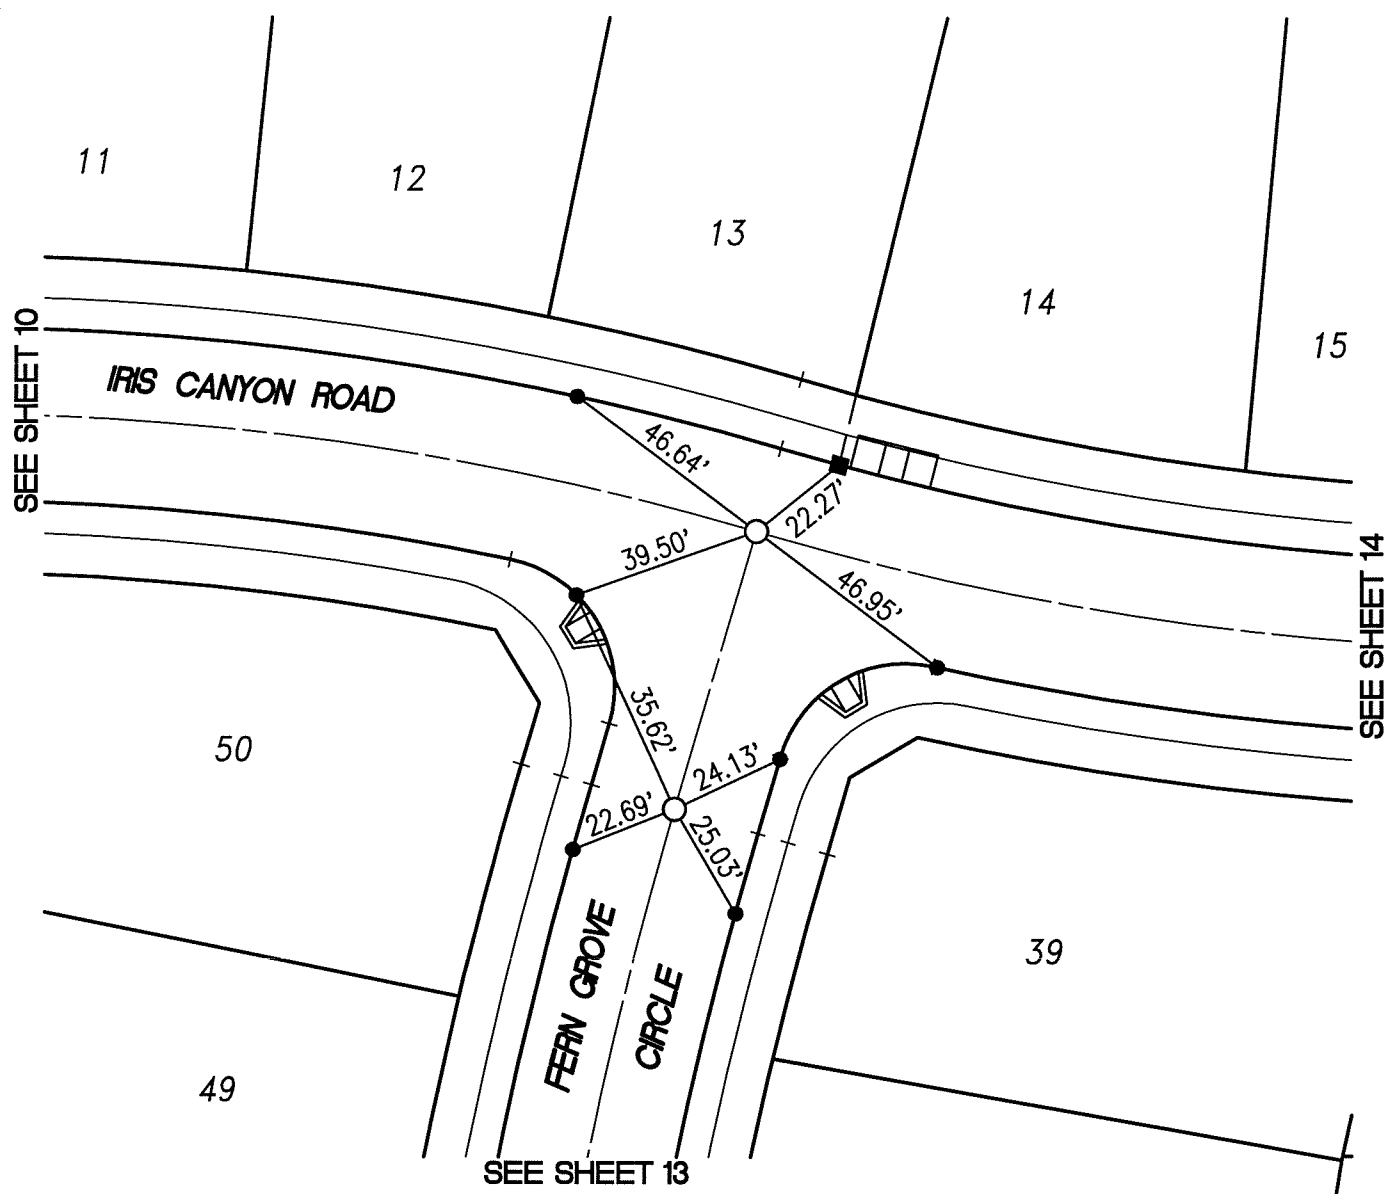 11
12
13
14
15
SEE SHEET 10
IRIS CANYON ROAD
46.64'
22.27'
39.50'
46.95'
SEE SHEET 14
35.62'
24.13'
22.69'
25.03'
50
39
49
FERN GROVE
CIRCLE
SEE SHEET 13